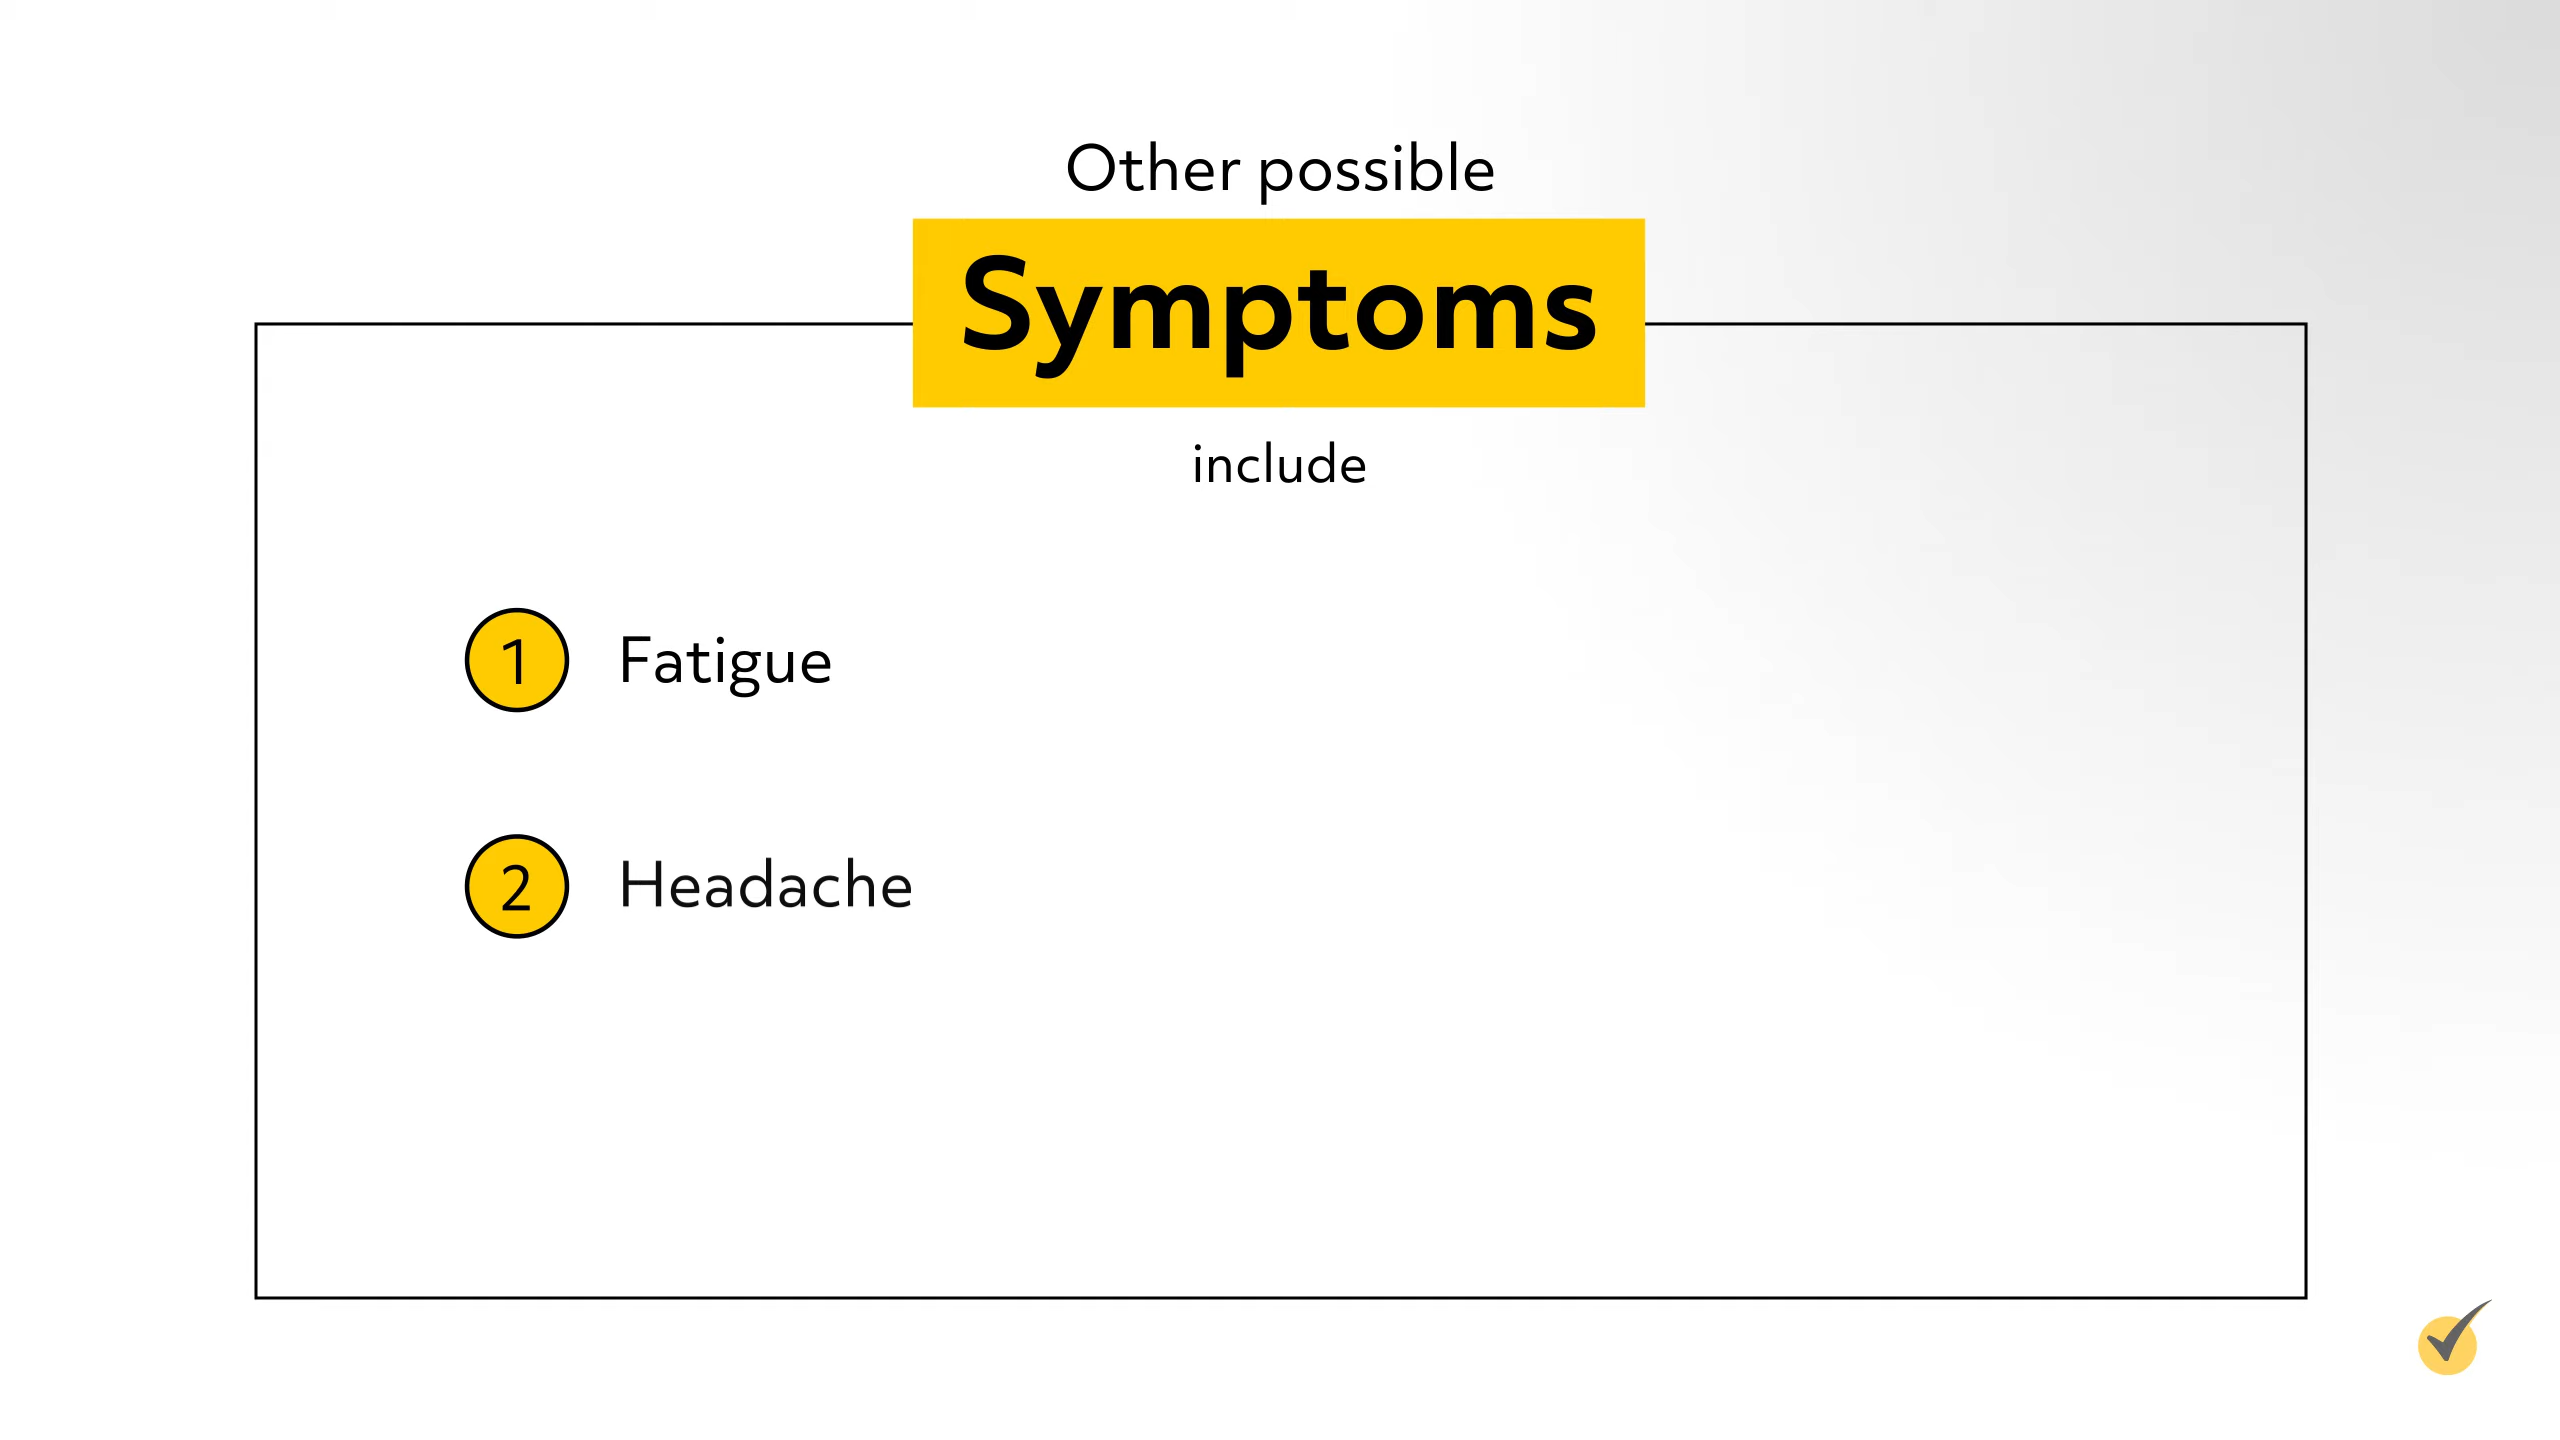 Other possible
Symptoms
include
1 Fatigue
2 Headache